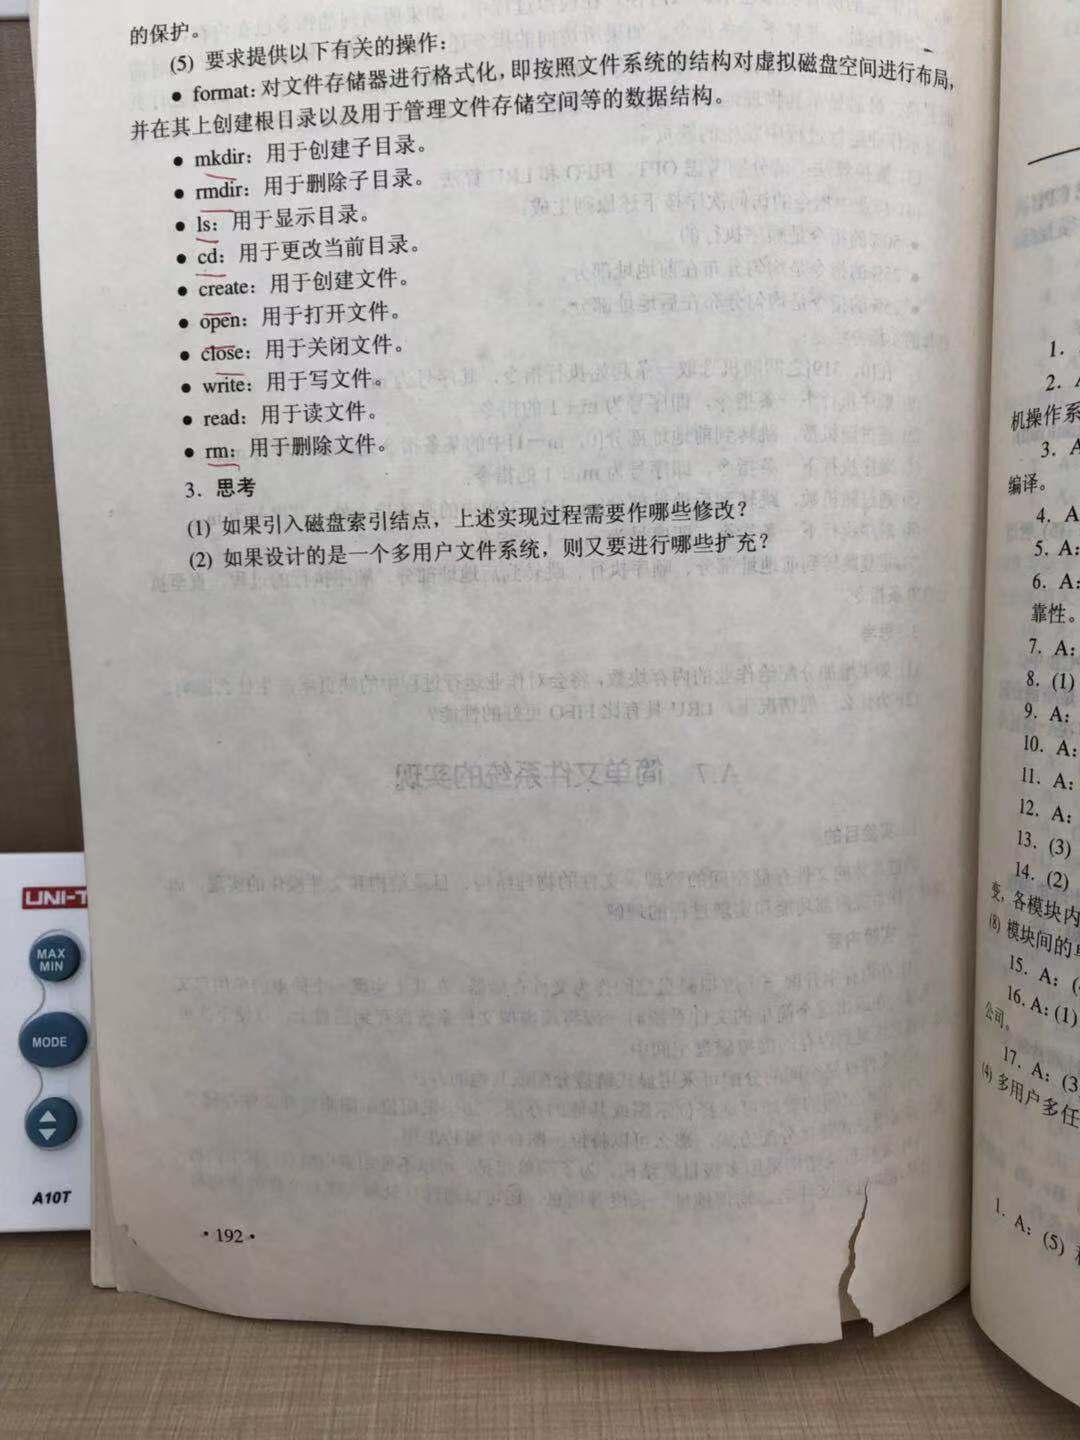 的保护。
(5) 要求提供以下有关的操作：
• format：对文件存储器进行格式化，即按照文件系统的结构对虚拟磁盘空间进行布局，
并在其上创建根目录以及用于管理文件存储空间等的数据结构。
• mkdir：用于创建子目录。
• rmdir：用于删除子目录。
• ls：用于显示目录。
• cd：用于更改当前目录。
• create：用于创建文件。
• open：用于打开文件。
• close：用于关闭文件。
• write：用于写文件。
• read：用于读文件。
• rm：用于删除文件。
3．思考
(1) 如果引入磁盘索引结点，上述实现过程需要作哪些修改？
(2) 如果设计的是一个多用户文件系统，则又要进行哪些扩充？
• 192 •
1.
2.
机操作系
3. A
编译。
4. A
5. A:
6. A:
靠性。
7. A:
8. (1)
9. A:
10. A:
11. A:
12. A:
13. (3)
14. (2)
变，各模块内
(8) 模块间的
15. A: (
16. A: (1)
公司。
17. A: (3
(4) 多用户多任
1. A: (5)
UNI-T
MAX
MIN
MODE
A10T